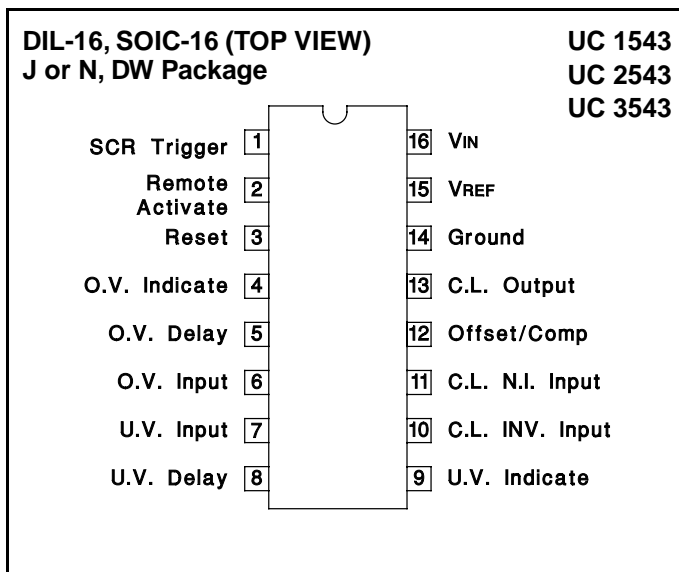 DIL-16, SOIC-16 (TOP VIEW)
J or N, DW Package
UC 1543
UC 2543
UC 3543
SCR Trigger 1
Remote Activate 2
Reset 3
O.V. Indicate 4
O.V. Delay 5
O.V. Input 6
U.V. Input 7
U.V. Delay 8
16 VIN
15 VREF
14 Ground
13 C.L. Output
12 Offset/Comp
11 C.L. N.I. Input
10 C.L. INV. Input
9 U.V. Indicate